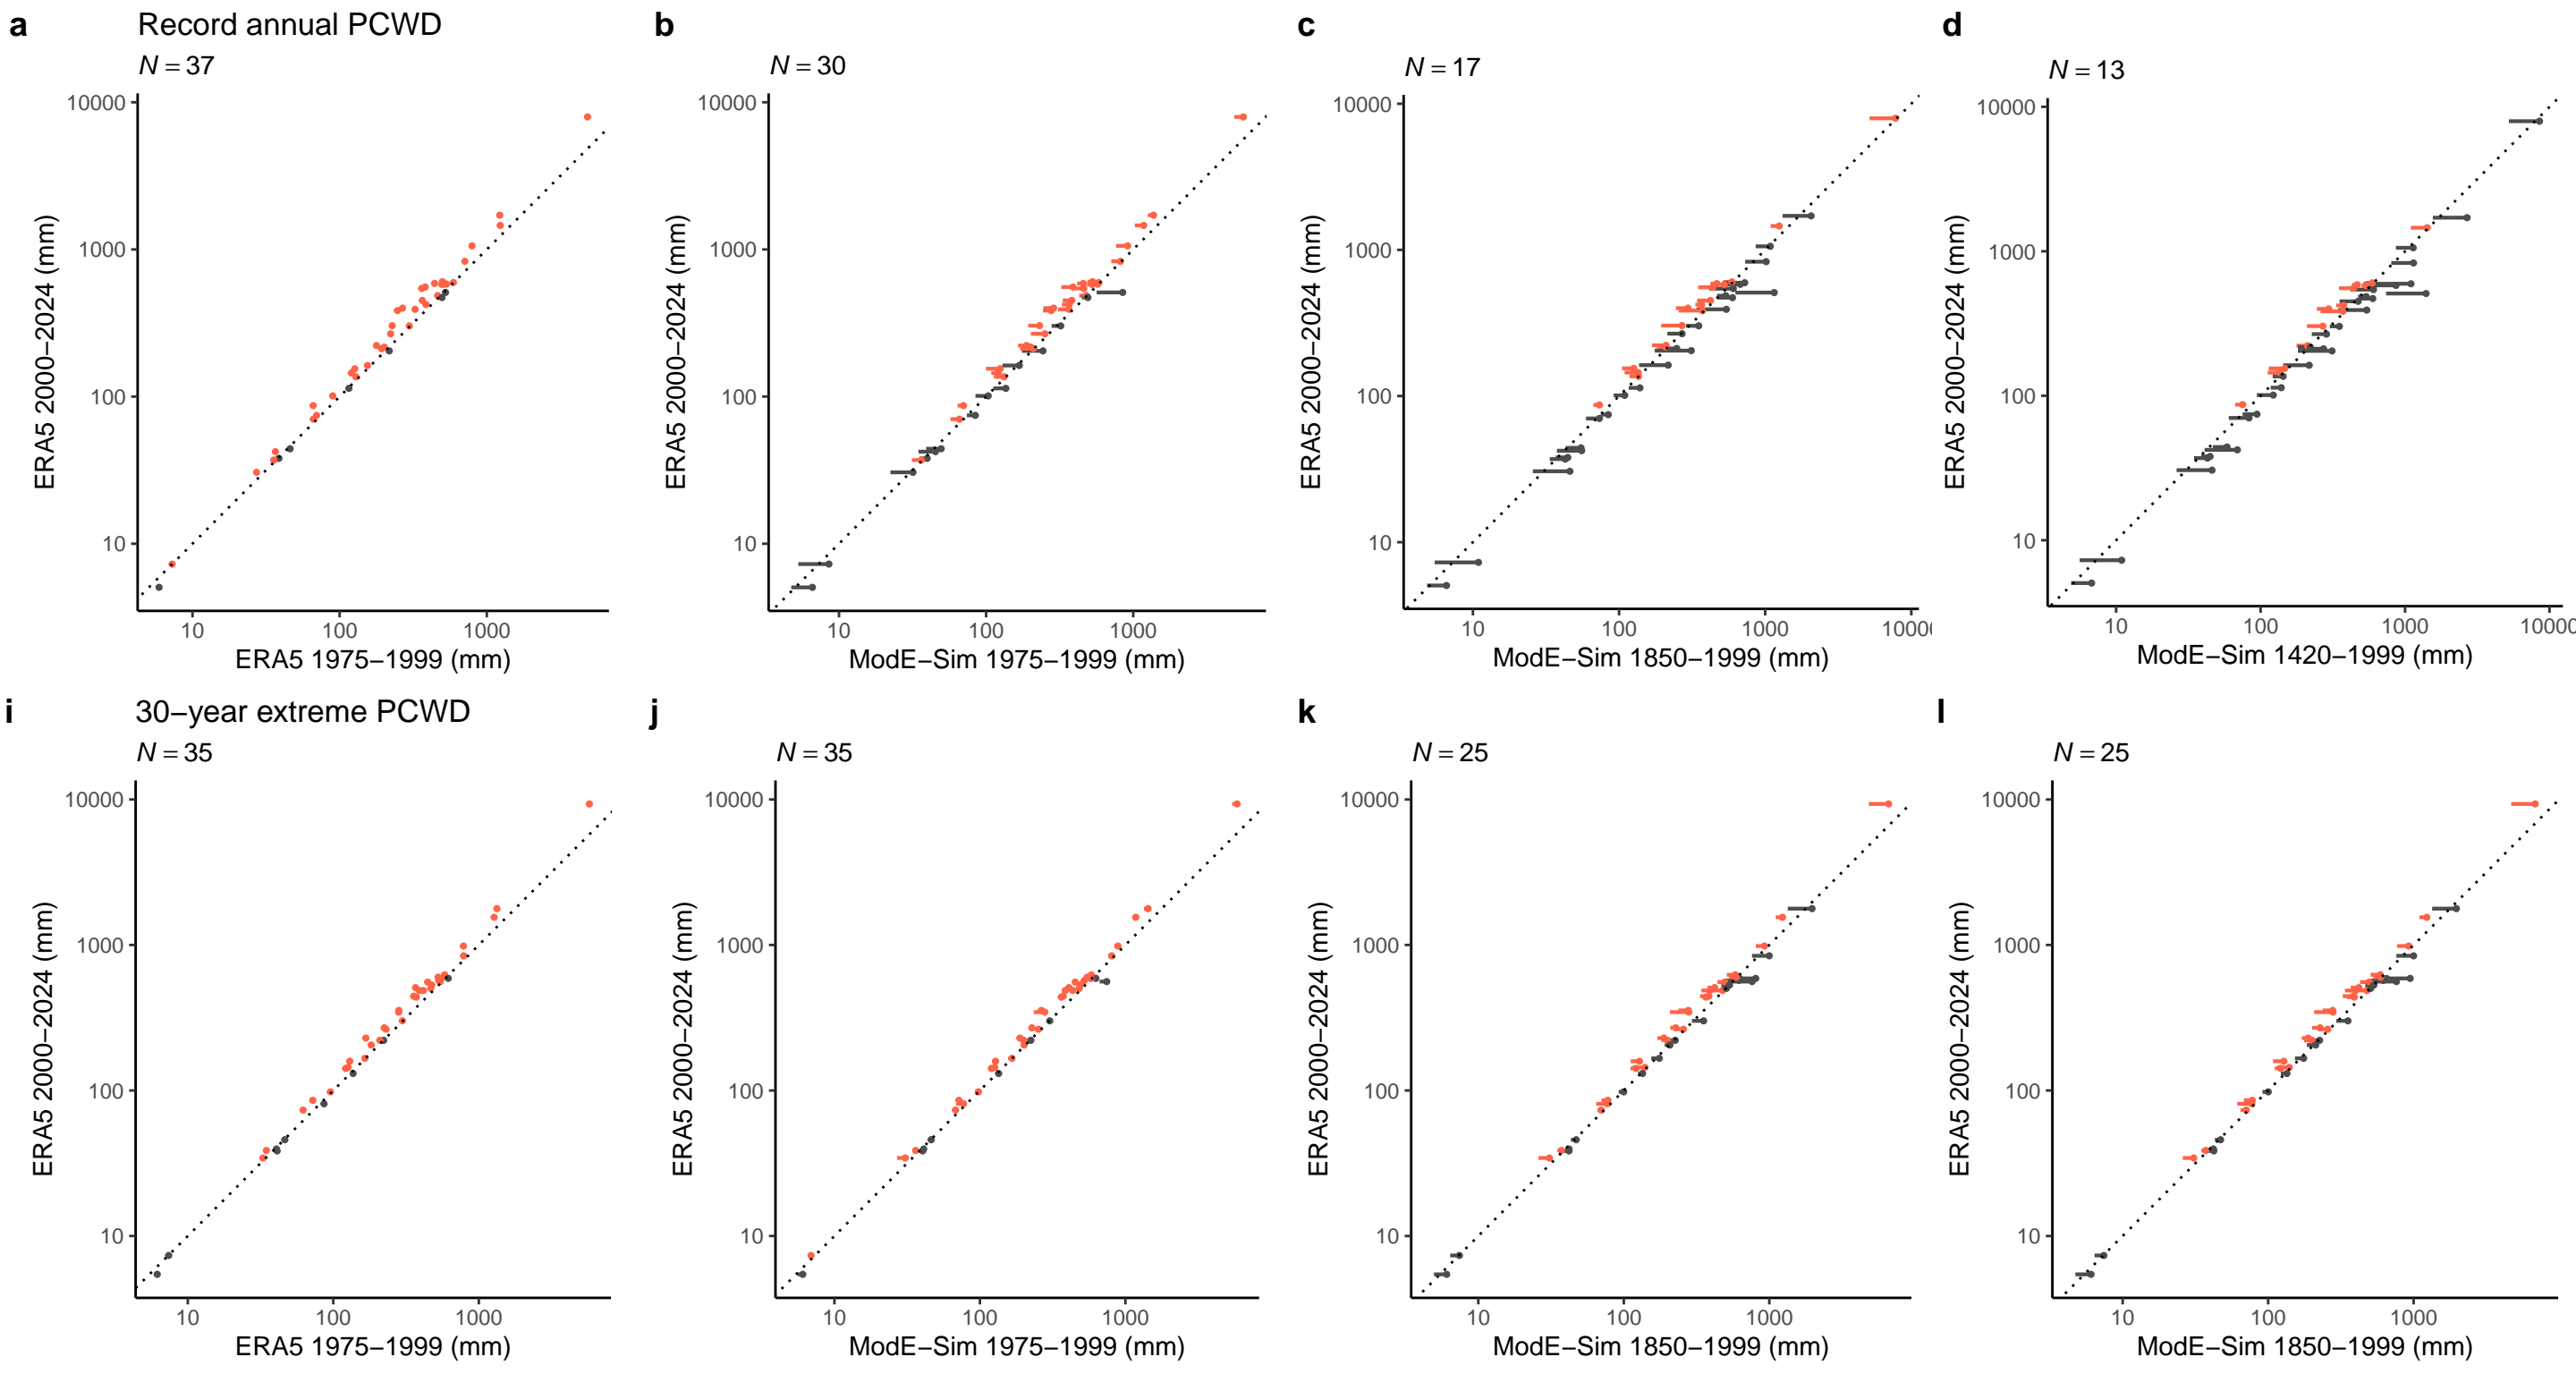 a Record annual PCWD
N = 37
10000
1000
100
10
ERA5 2000–2024 (mm)
10 100 1000
ERA5 1975–1999 (mm)
b
N = 30
10000
1000
100
10
ERA5 2000–2024 (mm)
10 100 1000
ModE–Sim 1975–1999 (mm)
c
N = 17
10000
1000
100
10
ERA5 2000–2024 (mm)
10 100 1000 10000
ModE–Sim 1850–1999 (mm)
d
N = 13
10000
1000
100
10
ERA5 2000–2024 (mm)
10 100 1000 10000
ModE–Sim 1420–1999 (mm)
i 30–year extreme PCWD
N = 35
10000
1000
100
10
ERA5 2000–2024 (mm)
10 100 1000
ERA5 1975–1999 (mm)
j
N = 35
10000
1000
100
10
ERA5 2000–2024 (mm)
10 100 1000
ModE–Sim 1975–1999 (mm)
k
N = 25
10000
1000
100
10
ERA5 2000–2024 (mm)
10 100 1000
ModE–Sim 1850–1999 (mm)
l
N = 25
10000
1000
100
10
ERA5 2000–2024 (mm)
10 100 1000
ModE–Sim 1850–1999 (mm)